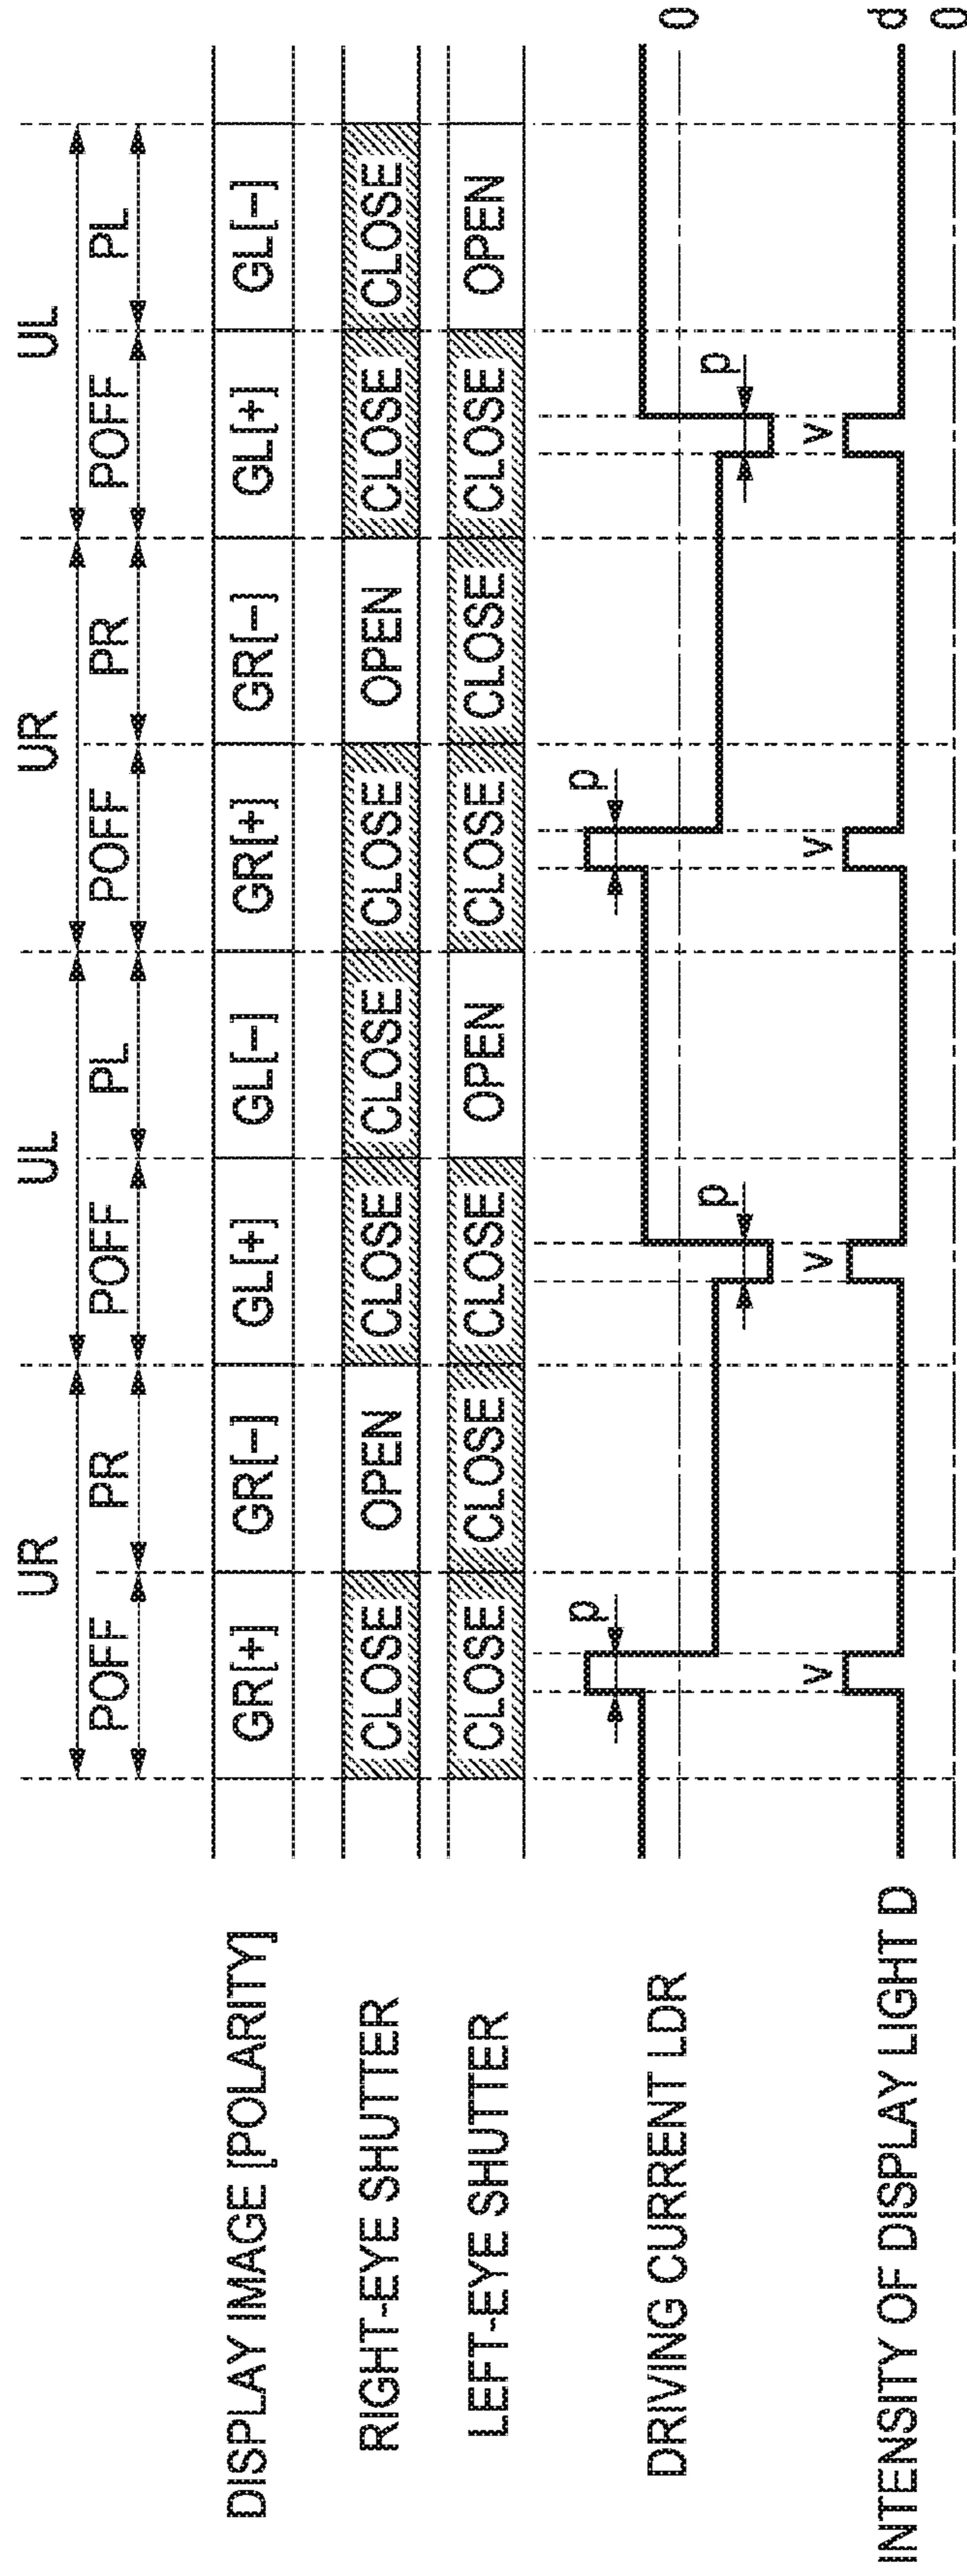 UR UL UR UL
POFF PR POFF PL POFF PR POFF PL
DISPLAY IMAGE [POLARITY] GR[+] GR[−] GL[+] GL[−] GR[+] GR[−] GL[+] GL[−]
RIGHT-EYE SHUTTER CLOSE OPEN CLOSE CLOSE CLOSE OPEN CLOSE CLOSE
LEFT-EYE SHUTTER CLOSE CLOSE CLOSE OPEN CLOSE CLOSE CLOSE OPEN
p p p p
DRIVING CURRENT LDR 0
v v v v
INTENSITY OF DISPLAY LIGHT D d
0